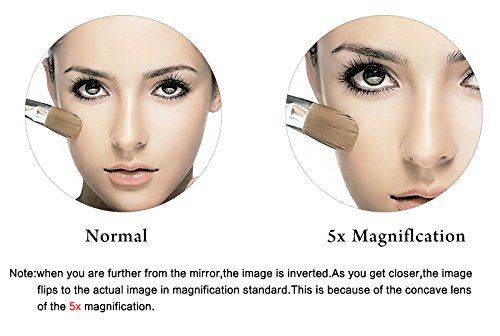 Normal
5x Magniflcation
Note:when you are further from the mirror,the image is inverted.As you get closer,the image
flips to the actual image in magnification standard.This is because of the concave lens
of the 5x magnification.